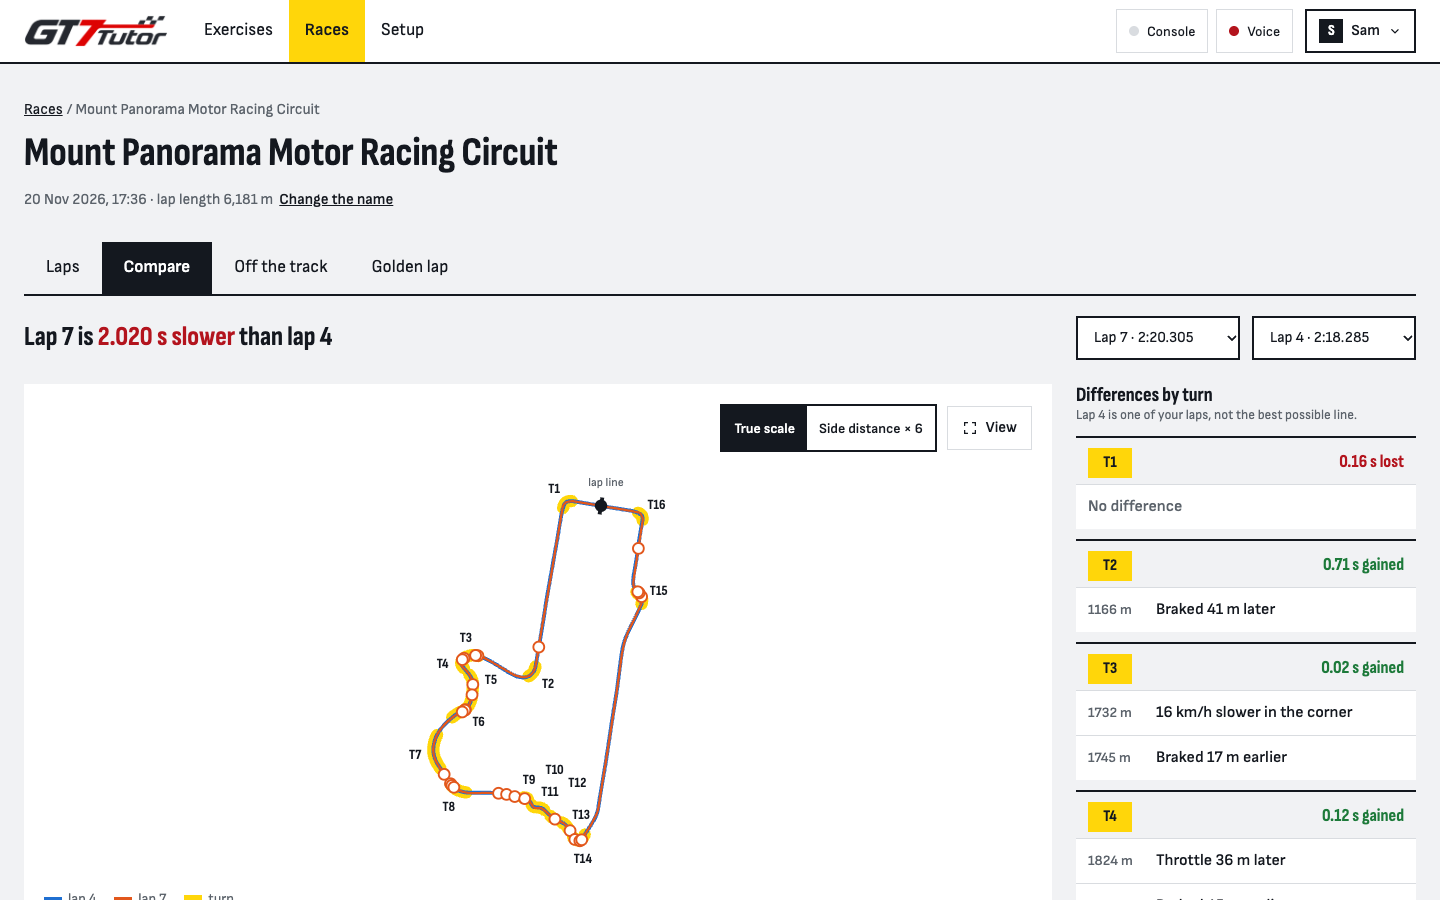 GT7 Tutor
Exercises
Races
Setup
Console
Voice
S
Sam
Races / Mount Panorama Motor Racing Circuit
Mount Panorama Motor Racing Circuit
20 Nov 2026, 17:36 · lap length 6,181 m Change the name
Laps
Compare
Off the track
Golden lap
Lap 7 is 2.020 s slower than lap 4
Lap 7 · 2:20.305
Lap 4 · 2:18.285
True scale
Side distance × 6
View
T1
lap line
T16
T15
T3
T4
T5
T2
T6
T7
T10
T9
T12
T11
T8
T13
T14
lap 4
lap 7
turn
Differences by turn
Lap 4 is one of your laps, not the best possible line.
T1
0.16 s lost
No difference
T2
0.71 s gained
1166 m Braked 41 m later
T3
0.02 s gained
1732 m 16 km/h slower in the corner
1745 m Braked 17 m earlier
T4
0.12 s gained
1824 m Throttle 36 m later